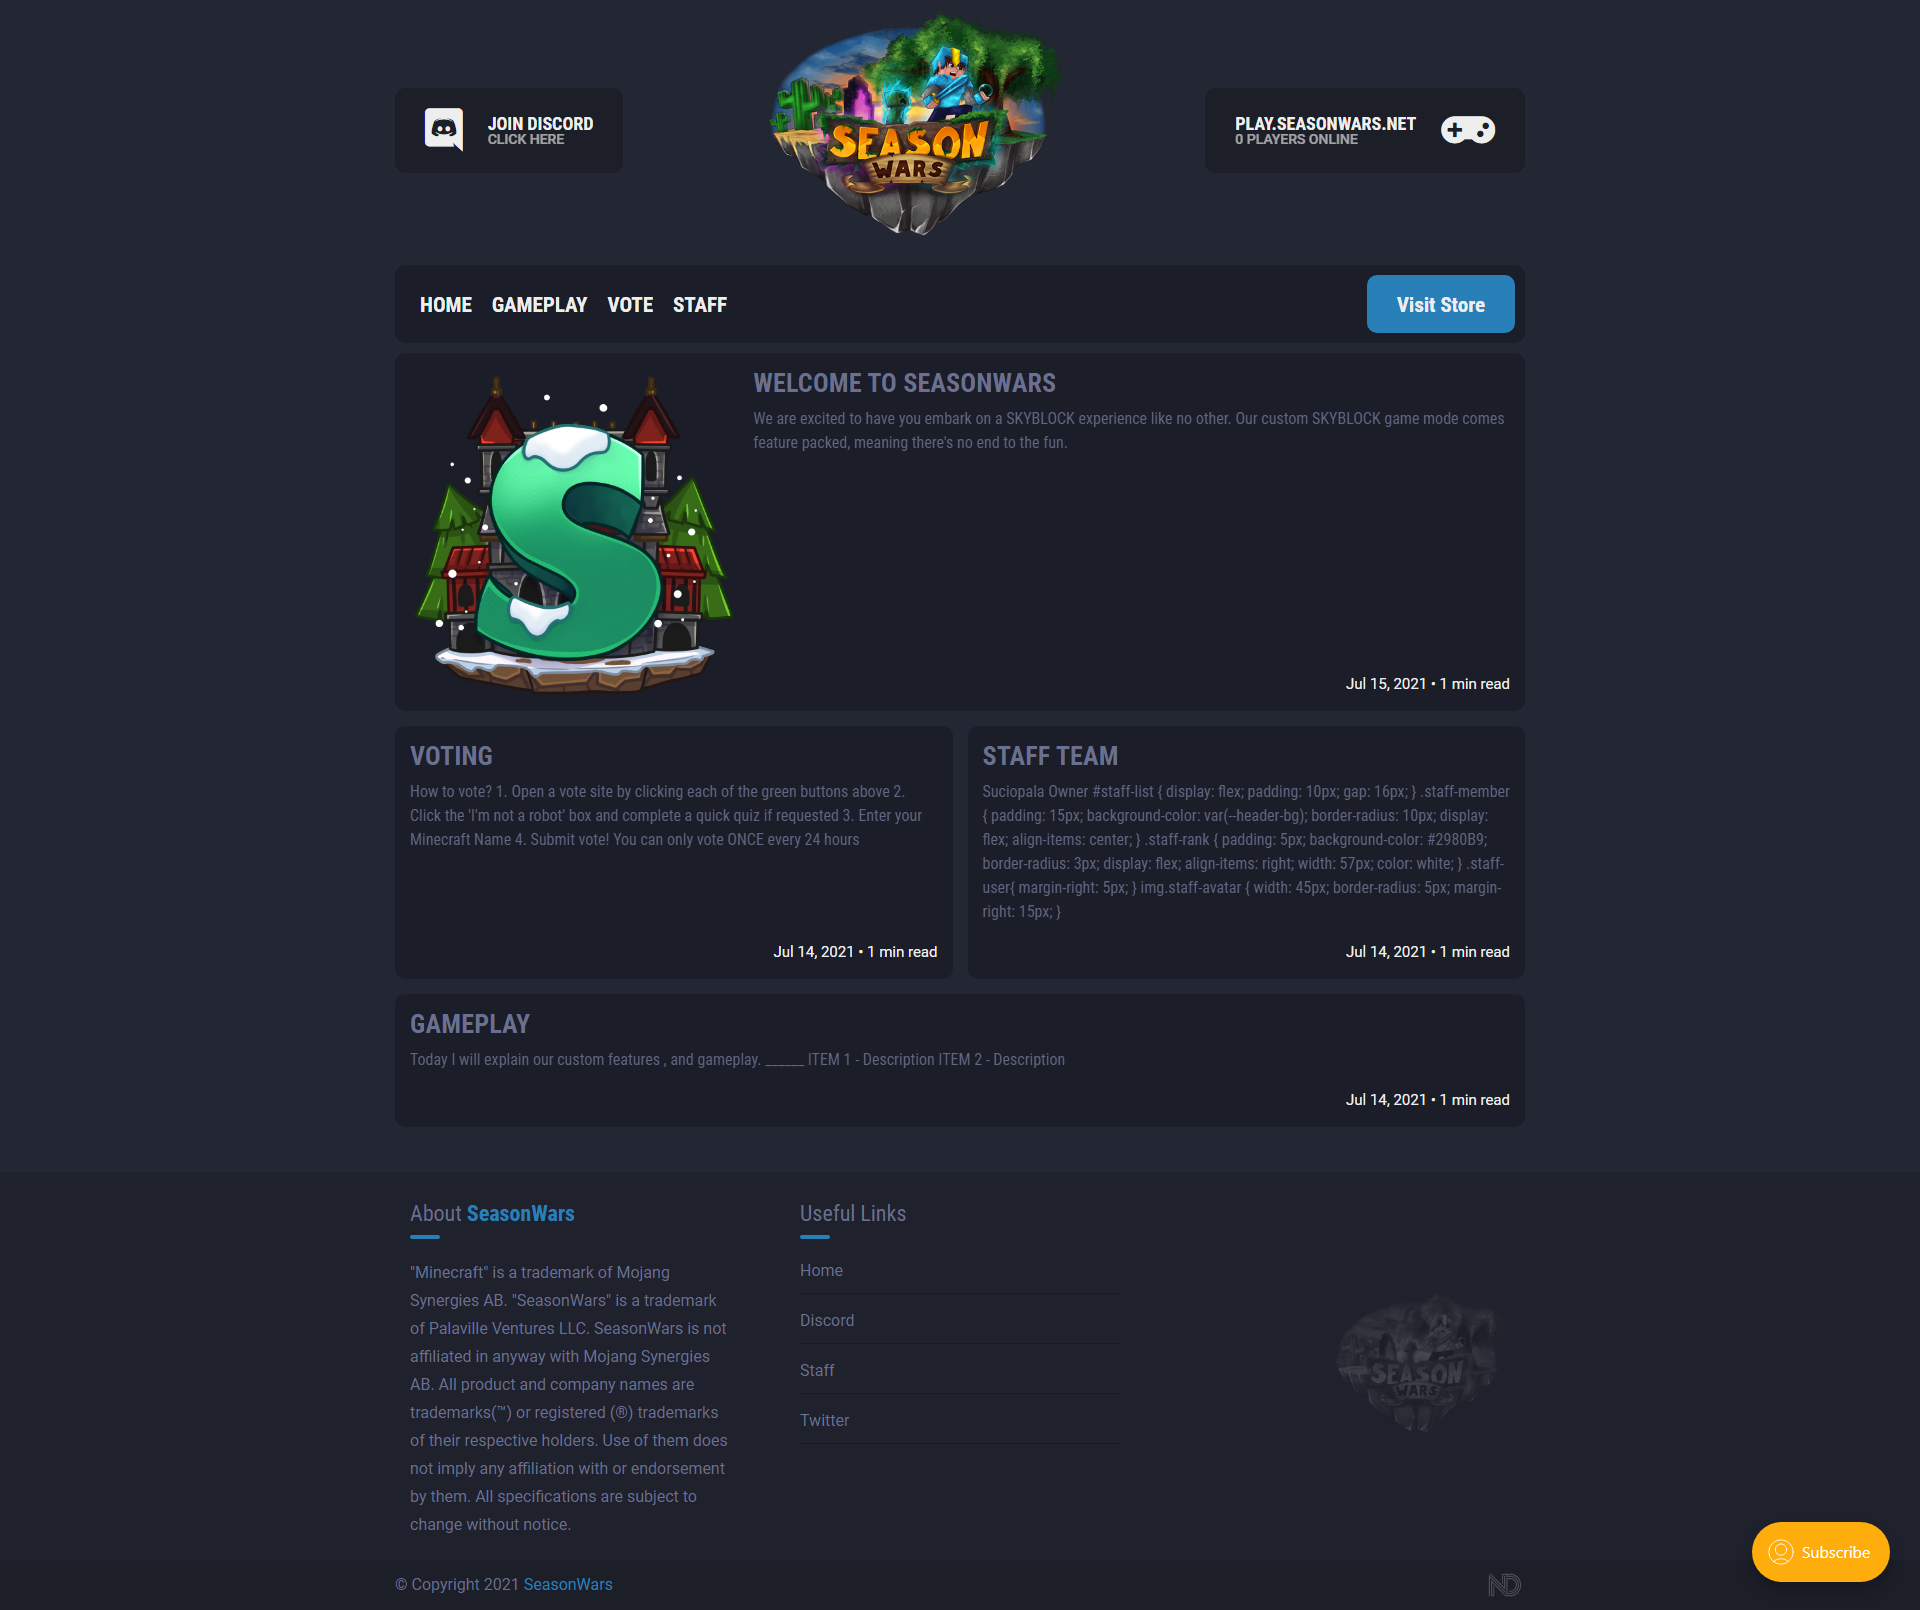 JOIN DISCORD
CLICK HERE
SEASON
WARS
PLAY.SEASONWARS.NET
0 PLAYERS ONLINE
HOME GAMEPLAY VOTE STAFF
Visit Store
S
WELCOME TO SEASONWARS
We are excited to have you embark on a SKYBLOCK experience like no other. Our custom SKYBLOCK game mode comes
feature packed, meaning there's no end to the fun.
Jul 15, 2021 • 1 min read
VOTING
How to vote? 1. Open a vote site by clicking each of the green buttons above 2.
Click the 'I'm not a robot' box and complete a quick quiz if requested 3. Enter your
Minecraft Name 4. Submit vote! You can only vote ONCE every 24 hours
Jul 14, 2021 • 1 min read
STAFF TEAM
Suciopala Owner #staff-list { display: flex; padding: 10px; gap: 16px; } .staff-member
{ padding: 15px; background-color: var(--header-bg); border-radius: 10px; display:
flex; align-items: center; } .staff-rank { padding: 5px; background-color: #2980B9;
border-radius: 3px; display: flex; align-items: right; width: 57px; color: white; } .staff-
user{ margin-right: 5px; } img.staff-avatar { width: 45px; border-radius: 5px; margin-
right: 15px; }
Jul 14, 2021 • 1 min read
GAMEPLAY
Today I will explain our custom features , and gameplay. ______ ITEM 1 - Description ITEM 2 - Description
Jul 14, 2021 • 1 min read
About SeasonWars
"Minecraft" is a trademark of Mojang
Synergies AB. "SeasonWars" is a trademark
of Palaville Ventures LLC. SeasonWars is not
affiliated in anyway with Mojang Synergies
AB. All product and company names are
trademarks(™) or registered (®) trademarks
of their respective holders. Use of them does
not imply any affiliation with or endorsement
by them. All specifications are subject to
change without notice.
Useful Links
Home
Discord
Staff
Twitter
SEASON
WARS
Subscribe
© Copyright 2021 SeasonWars
ND